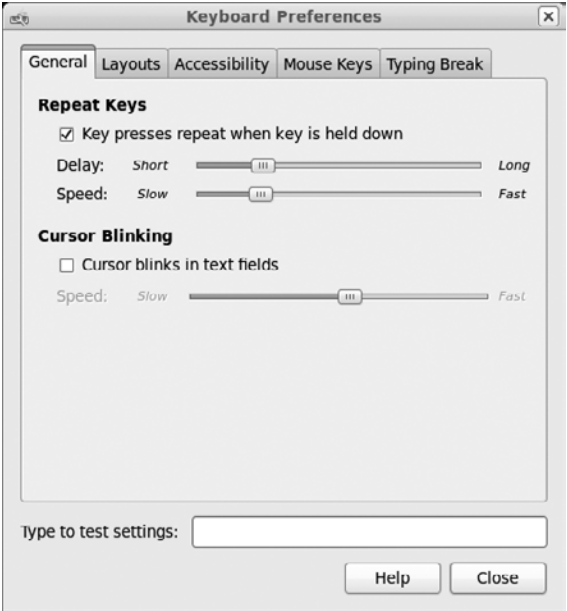 Keyboard Preferences
General Layouts Accessibility Mouse Keys Typing Break
Repeat Keys
Key presses repeat when key is held down
Delay: Short Long
Speed: Slow Fast
Cursor Blinking
Cursor blinks in text fields
Speed: Slow Fast
Type to test settings:
Help Close